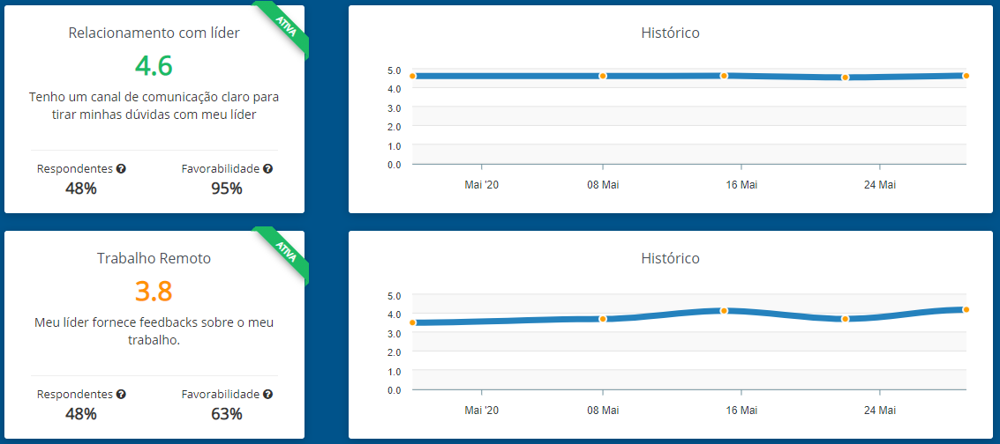 ATIVA
Relacionamento com líder
4.6
Tenho um canal de comunicação claro para
tirar minhas dúvidas com meu líder
Respondentes ?
Favorabilidade ?
48%
95%
Histórico
5.0
4.0
3.0
2.0
1.0
0.0
Mai '20
08 Mai
16 Mai
24 Mai
ATIVA
Trabalho Remoto
3.8
Meu líder fornece feedbacks sobre o meu
trabalho.
Respondentes ?
Favorabilidade ?
48%
63%
Histórico
5.0
4.0
3.0
2.0
1.0
0.0
Mai '20
08 Mai
16 Mai
24 Mai